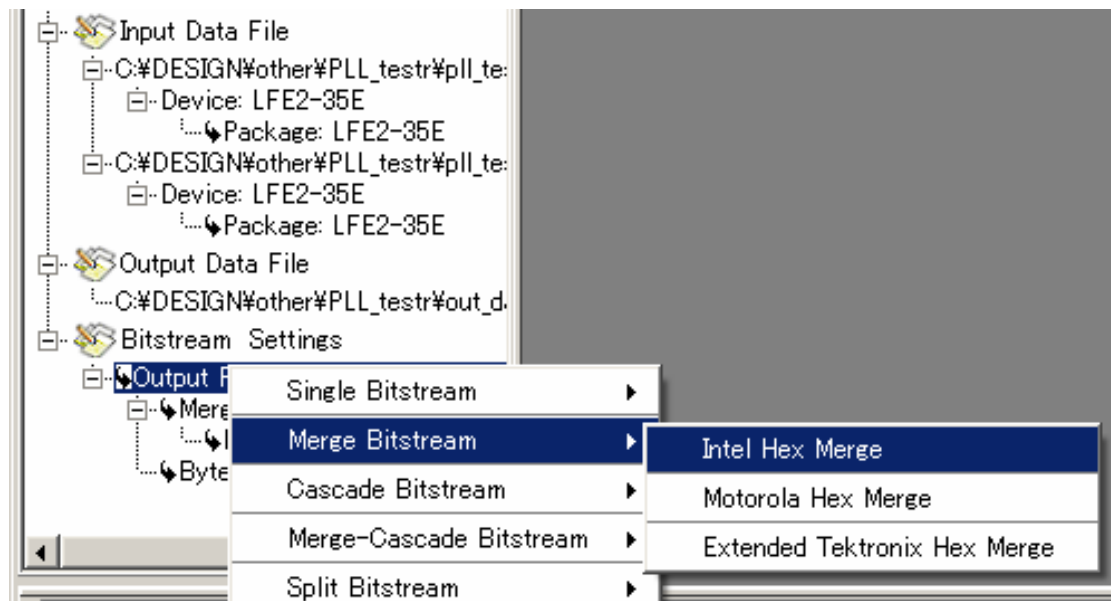 Input Data File
C:¥DESIGN¥other¥PLL_testr¥pll_te
Device: LFE2-35E
Package: LFE2-35E
C:¥DESIGN¥other¥PLL_testr¥pll_te
Device: LFE2-35E
Package: LFE2-35E
Output Data File
C:¥DESIGN¥other¥PLL_testr¥out_d
Bitstream Settings
Output
Merg
Byte
Single Bitstream
Merge Bitstream
Cascade Bitstream
Merge-Cascade Bitstream
Split Bitstream
Intel Hex Merge
Motorola Hex Merge
Extended Tektronix Hex Merge